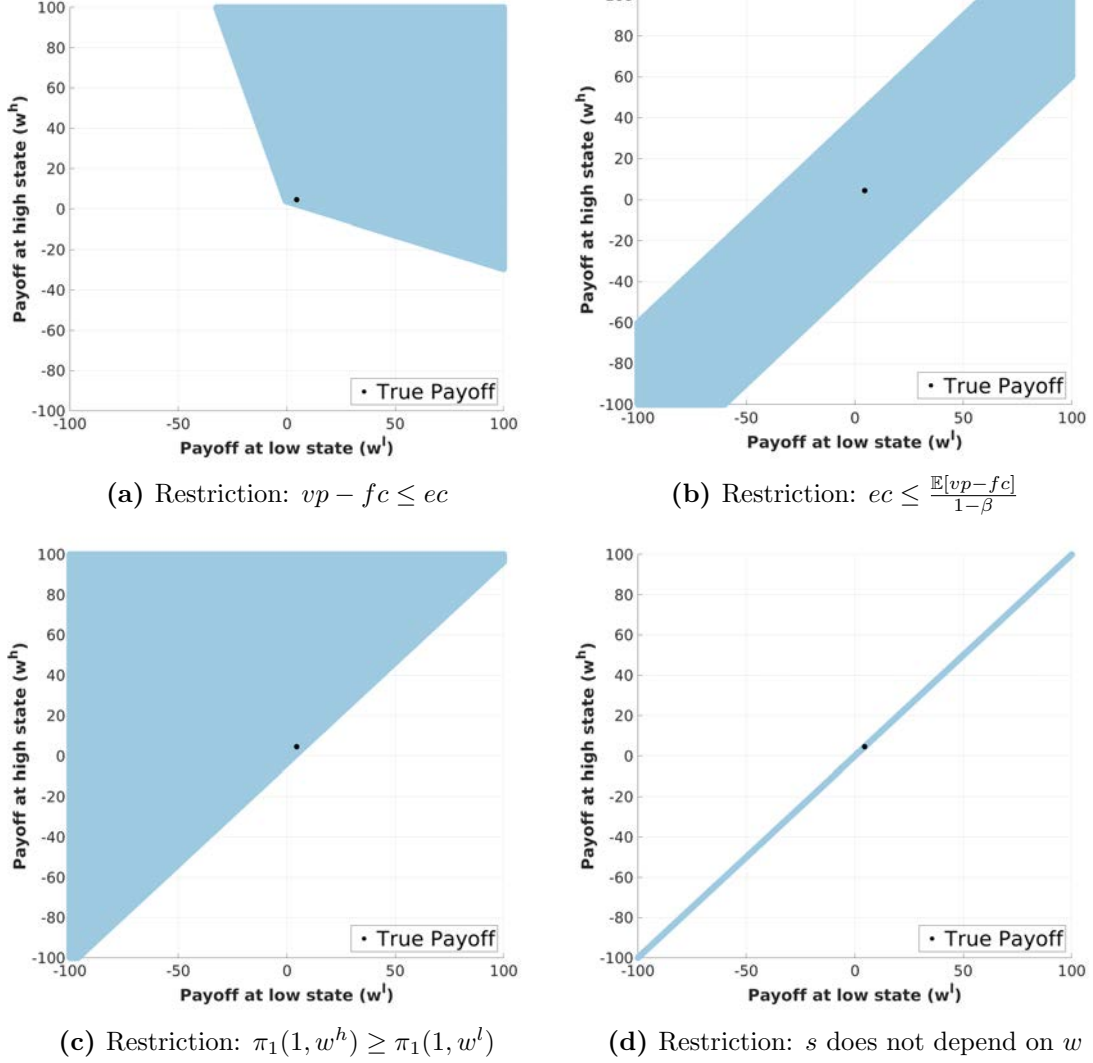 100
80
60
40
20
0
-20
-40
-60
-80
-100
-100 -50 0 50 100
Payoff at high state (w^h)
Payoff at low state (w^l)
• True Payoff
(a) Restriction: vp − fc ≤ ec
100
80
60
40
20
0
-20
-40
-60
-80
-100
-100 -50 0 50 100
Payoff at high state (w^h)
Payoff at low state (w^l)
• True Payoff
(b) Restriction: ec ≤ 𝔼[vp−fc] / 1−β
100
80
60
40
20
0
-20
-40
-60
-80
-100
-100 -50 0 50 100
Payoff at high state (w^h)
Payoff at low state (w^l)
• True Payoff
(c) Restriction: π₁(1, w^h) ≥ π₁(1, w^l)
100
80
60
40
20
0
-20
-40
-60
-80
-100
-100 -50 0 50 100
Payoff at high state (w^h)
Payoff at low state (w^l)
• True Payoff
(d) Restriction: s does not depend on w